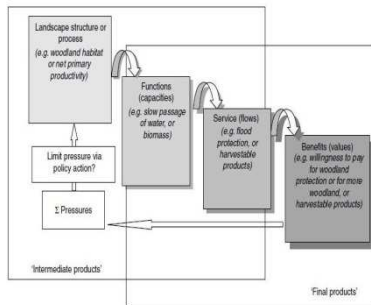 Landscape structure or
process
(e.g. woodland habitat
or net primary
productivity)
Functions
(capacities)
(e.g. slow passage
of water, or
biomass)
Service (flows)
(e.g. flood
protection, or
harvestable
products)
Benefits (values)
(e.g. willingness to pay
for woodland
protection or for more
woodland, or
harvestable products)
Limit pressure via
policy action?
Σ Pressures
'Intermediate products'
'Final products'